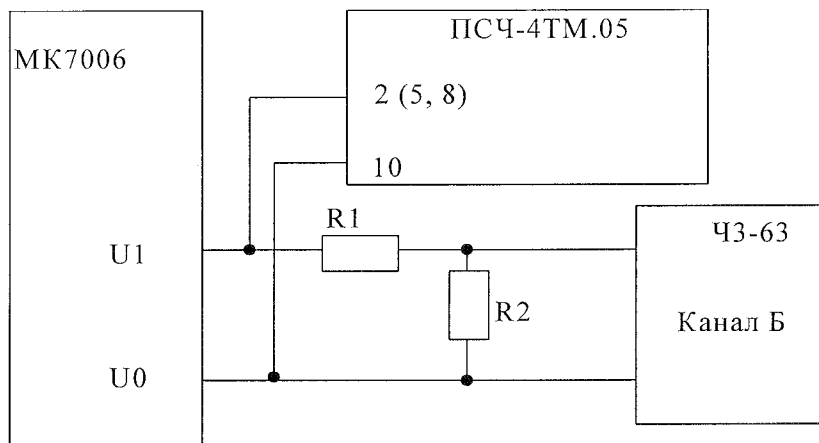 ПСЧ-4ТМ.05
МК7006
2 (5, 8)
10
R1
Ч3-63
U1
R2
Канал Б
U0